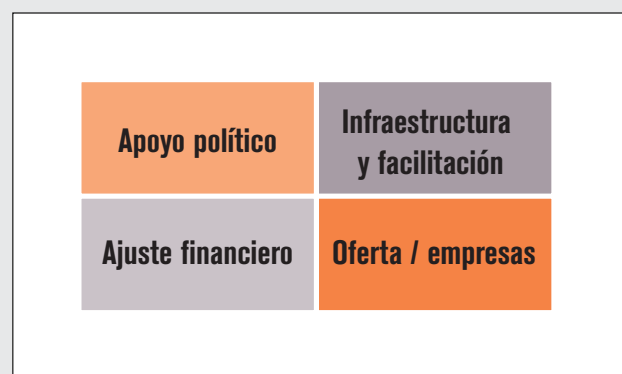 Apoyo político
Infraestructura
y facilitación
Ajuste financiero
Oferta / empresas